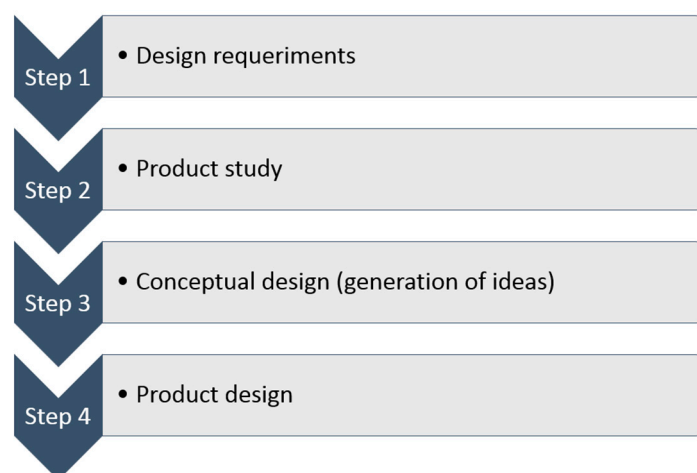 Step 1
• Design requeriments
Step 2
• Product study
Step 3
• Conceptual design (generation of ideas)
Step 4
• Product design